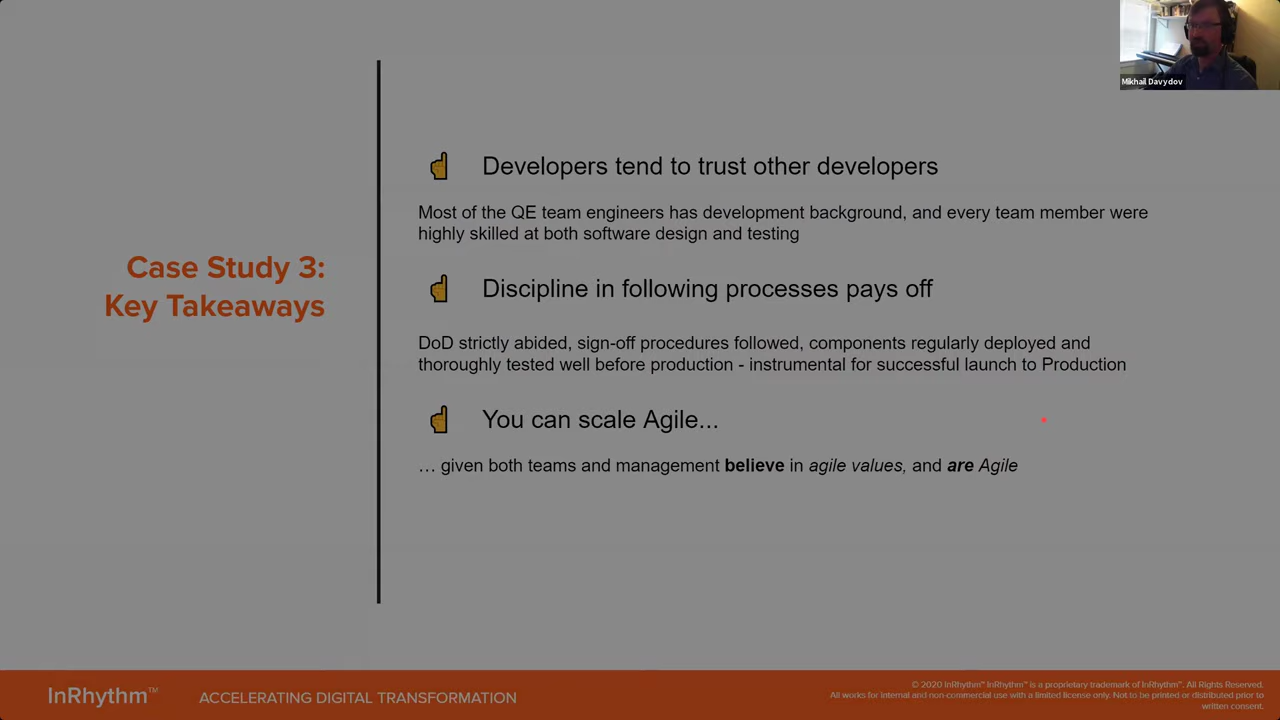 Mikhail Davydov
Case Study 3:
Key Takeaways
☝ Developers tend to trust other developers
Most of the QE team engineers has development background, and every team member were
highly skilled at both software design and testing
☝ Discipline in following processes pays off
DoD strictly abided, sign-off procedures followed, components regularly deployed and
thoroughly tested well before production - instrumental for successful launch to Production
☝ You can scale Agile...
… given both teams and management believe in agile values, and are Agile
InRhythm™
ACCELERATING DIGITAL TRANSFORMATION
© 2020 InRhythm™ InRhythm™ is a proprietary trademark of InRhythm™. All Rights Reserved.
All works for internal and non-commercial use with a limited license only. Not to be printed or distributed prior to
written consent.